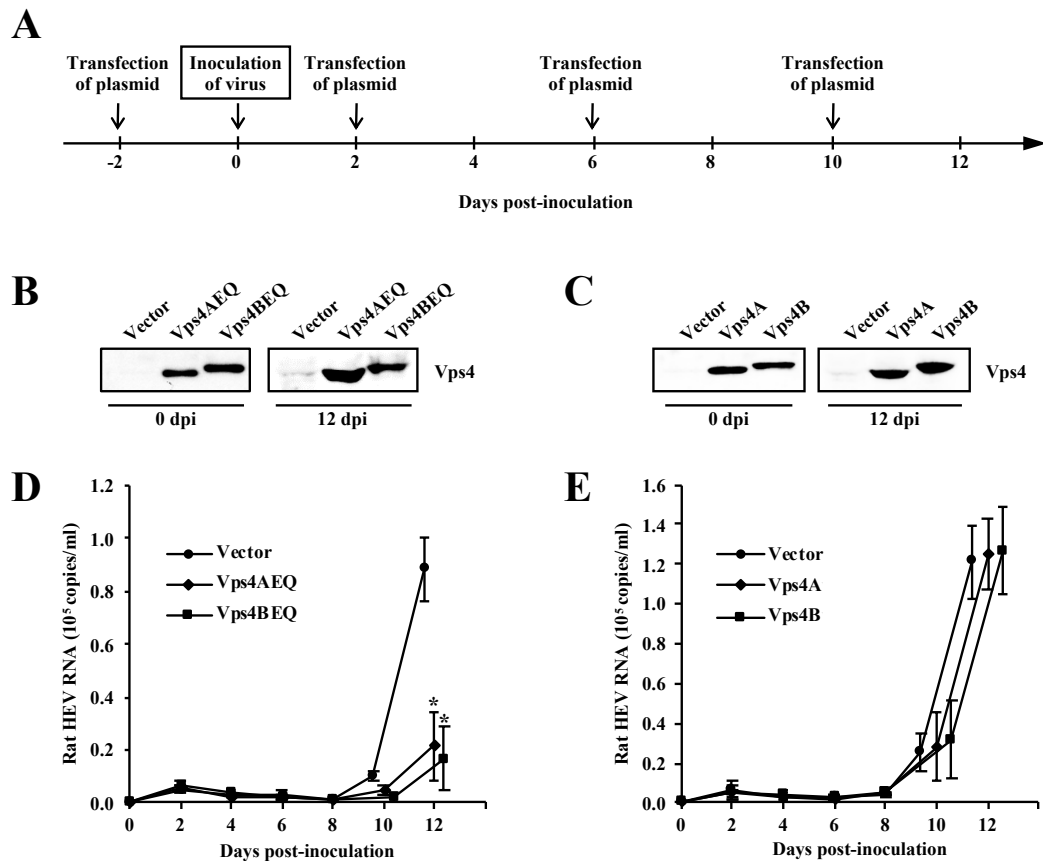 A
Transfection of plasmid
Inoculation of virus
Transfection of plasmid
Transfection of plasmid
Transfection of plasmid
-2 0 2 4 6 8 10 12
Days post-inoculation
B
Vector Vps4AEQ Vps4BEQ Vector Vps4AEQ Vps4BEQ
Vps4
0 dpi 12 dpi
C
Vector Vps4A Vps4B Vector Vps4A Vps4B
Vps4
0 dpi 12 dpi
D
Rat HEV RNA (10⁵ copies/ml)
1.2
1.0
0.8
0.6
0.4
0.2
0.0
Vector
Vps4AEQ
Vps4BEQ
* *
0 2 4 6 8 10 12
Days post-inoculation
E
Rat HEV RNA (10⁵ copies/ml)
1.6
1.4
1.2
1.0
0.8
0.6
0.4
0.2
0.0
Vector
Vps4A
Vps4B
0 2 4 6 8 10 12
Days post-inoculation